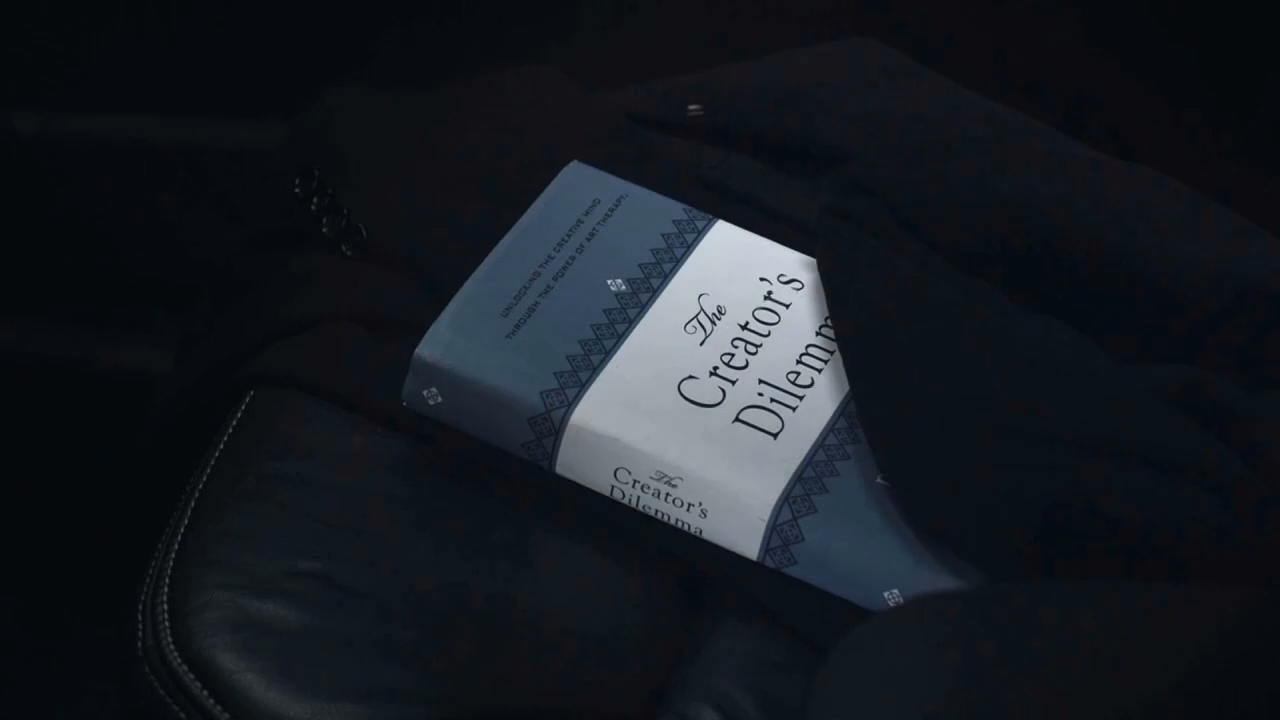 UNLOCKING THE CREATIVE MIND
THROUGH THE POWER OF ART THERAPY.
The
Creator's
Dilemm
The
Creator's
Dilemma